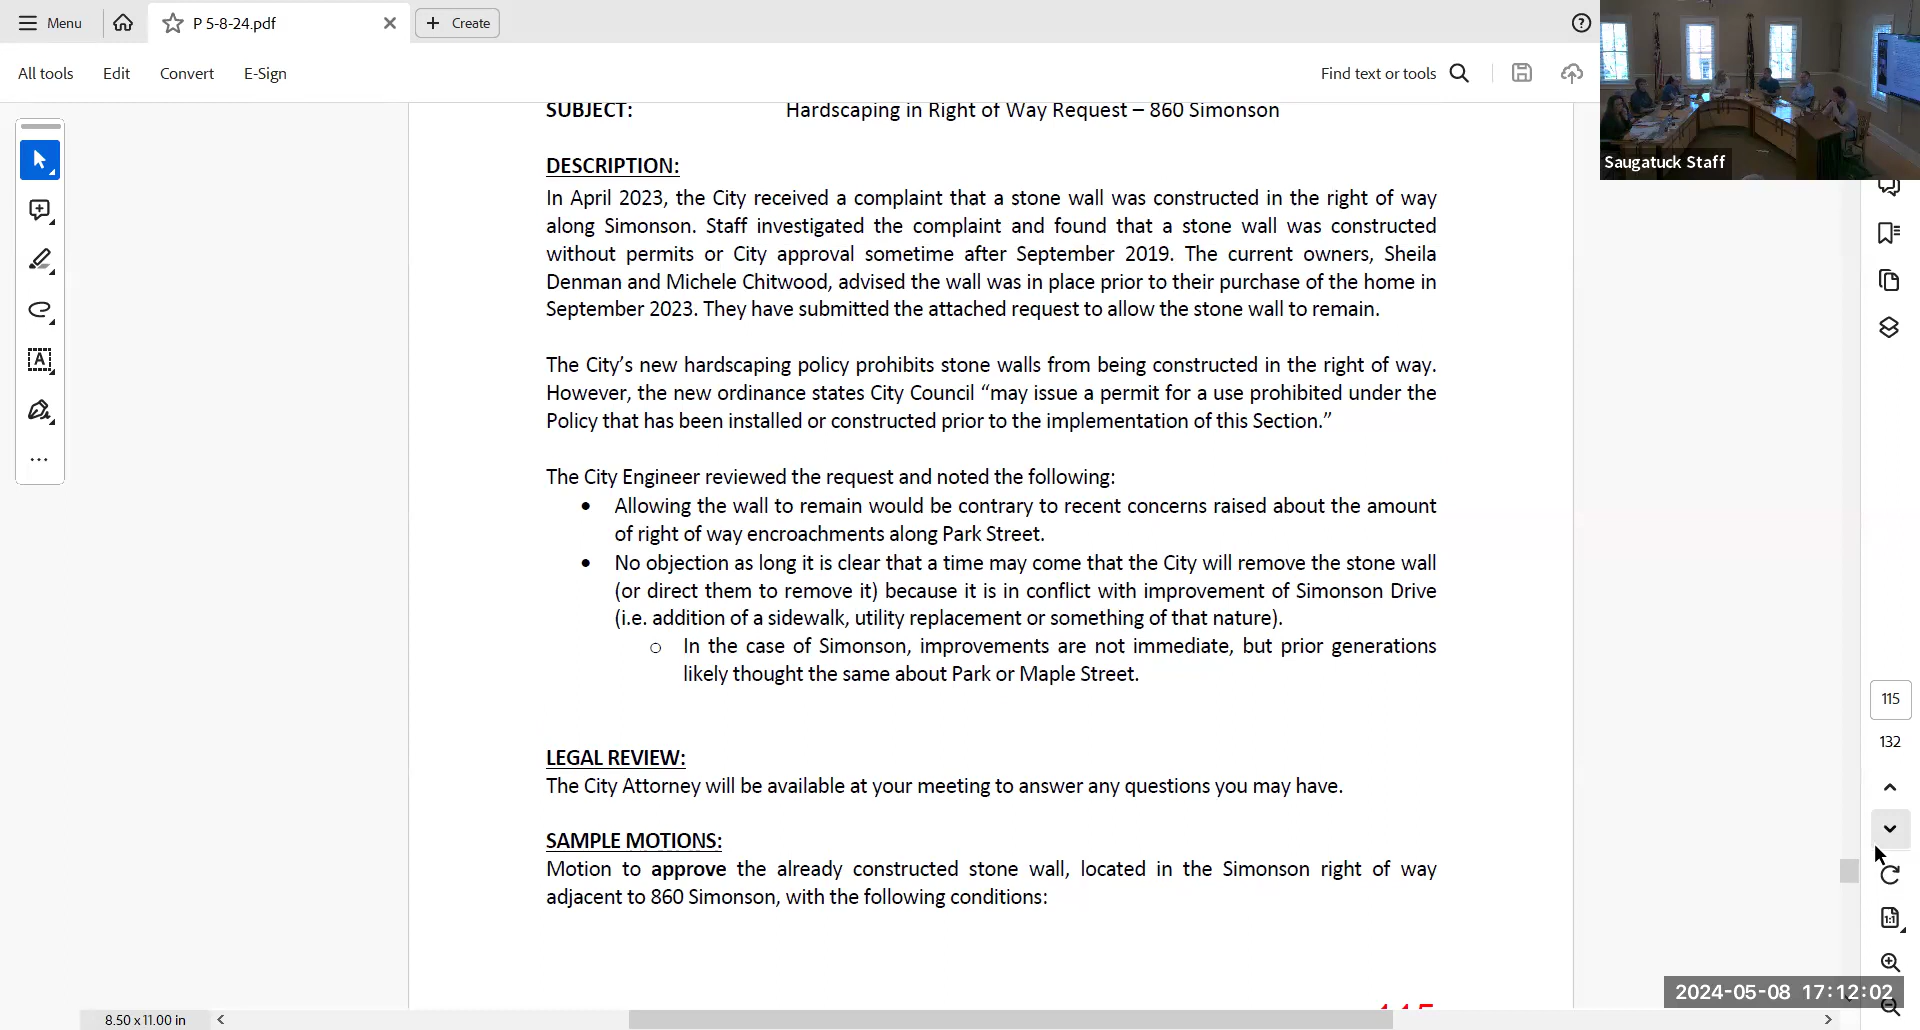 Menu
P 5-8-24.pdf
Create
All tools
Edit
Convert
E-Sign
Find text or tools
Saugatuck Staff
SUBJECT: Hardscaping in Right of Way Request – 860 Simonson
DESCRIPTION:
In April 2023, the City received a complaint that a stone wall was constructed in the right of way
along Simonson. Staff investigated the complaint and found that a stone wall was constructed
without permits or City approval sometime after September 2019. The current owners, Sheila
Denman and Michele Chitwood, advised the wall was in place prior to their purchase of the home in
September 2023. They have submitted the attached request to allow the stone wall to remain.
The City’s new hardscaping policy prohibits stone walls from being constructed in the right of way.
However, the new ordinance states City Council “may issue a permit for a use prohibited under the
Policy that has been installed or constructed prior to the implementation of this Section.”
The City Engineer reviewed the request and noted the following:
• Allowing the wall to remain would be contrary to recent concerns raised about the amount
of right of way encroachments along Park Street.
• No objection as long it is clear that a time may come that the City will remove the stone wall
(or direct them to remove it) because it is in conflict with improvement of Simonson Drive
(i.e. addition of a sidewalk, utility replacement or something of that nature).
o In the case of Simonson, improvements are not immediate, but prior generations
likely thought the same about Park or Maple Street.
LEGAL REVIEW:
The City Attorney will be available at your meeting to answer any questions you may have.
SAMPLE MOTIONS:
Motion to approve the already constructed stone wall, located in the Simonson right of way
adjacent to 860 Simonson, with the following conditions:
115
132
1:1
2024-05-08 17:12:02
8.50 x 11.00 in